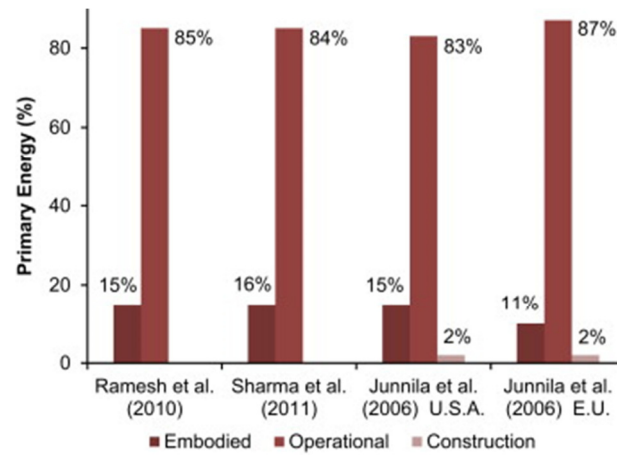 Primary Energy (%)
80
60
40
20
0
15%
85%
16%
84%
15%
83%
2%
11%
87%
2%
Ramesh et al.
(2010)
Sharma et al.
(2011)
Junnila et al.
(2006) U.S.A.
Junnila et al.
(2006) E.U.
Embodied
Operational
Construction